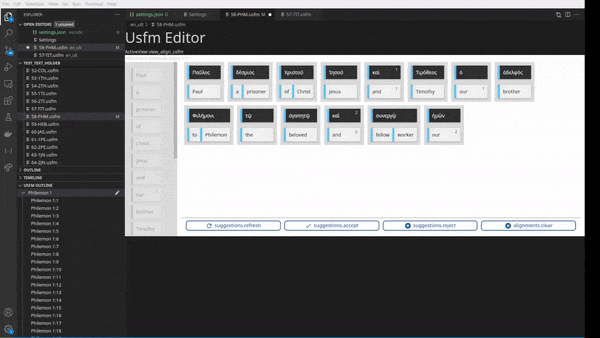 File
EXPLORER
OPEN EDITORS 1 unsaved
settings.json .vscode
Settings
58-PHM.usfm en_ult M
57-TIT.usfm en_ult
TEST_TEXT_HOLDER
52-COL.usfm
53-1TH.usfm
54-2TH.usfm
55-1TI.usfm
56-2TI.usfm
57-TIT.usfm
58-PHM.usfm M
59-HEB.usfm
60-JAS.usfm
61-1PE.usfm
62-2PE.usfm
63-1JN.usfm
64-2JN.usfm
OUTLINE
TIMELINE
USFM OUTLINE
Philemon 1
Philemon 1:1
Philemon 1:2
Philemon 1:3
Philemon 1:4
Philemon 1:5
Philemon 1:6
Philemon 1:7
Philemon 1:8
Philemon 1:9
Philemon 1:10
Philemon 1:11
Philemon 1:12
Philemon 1:13
Philemon 1:14
Philemon 1:15
Philemon 1:16
Philemon 1:17
Philemon 1:18
settings.json
Settings
58-PHM.usfm M
57-TIT.usfm
en_ult > 58-PHM.usfm
Usfm Editor
ActiveView view_align_usfm
Paul
a
prisoner
of
Christ
Jesus
and
our
brother
Timothy
Παῦλος δέσμιος Χριστοῦ Ἰησοῦ καὶ 1 Τιμόθεος ὁ ἀδελφός
Paul a prisoner of Christ Jesus and 1 Timothy our 1 brother
Φιλήμονι τῷ ἀγαπητῷ καὶ 2 συνεργῷ ἡμῶν
to Philemon the beloved and 2 fellow worker our 2
suggestions.refresh
suggestions.accept
suggestions.reject
alignments.clear